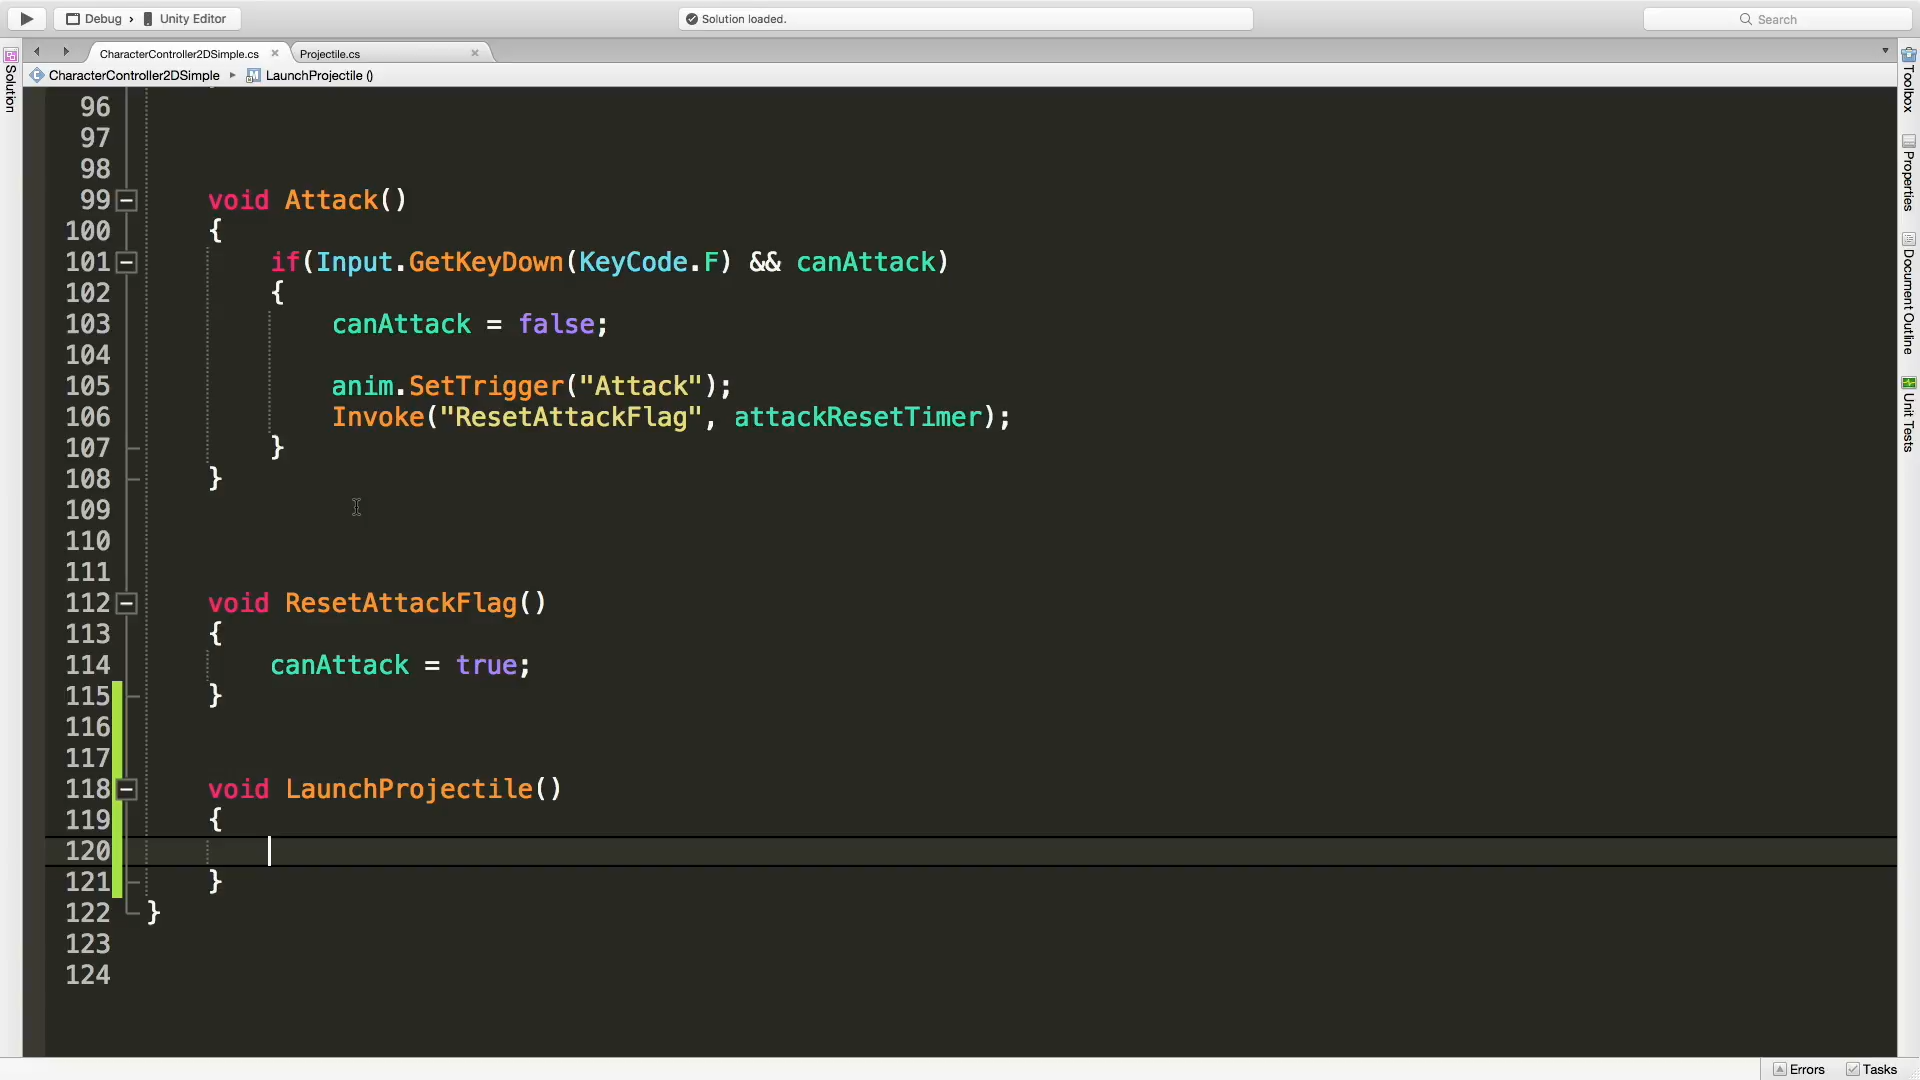 Debug › Unity Editor
Solution loaded.
Search
CharacterController2DSimple.cs
Projectile.cs
CharacterController2DSimple
LaunchProjectile ()
Solution
Toolbox
Properties
Document Outline
Unit Tests
96
97
98
99 void Attack()
100 {
101 if(Input.GetKeyDown(KeyCode.F) && canAttack)
102 {
103 canAttack = false;
104
105 anim.SetTrigger("Attack");
106 Invoke("ResetAttackFlag", attackResetTimer);
107 }
108 }
109
110
111
112 void ResetAttackFlag()
113 {
114 canAttack = true;
115 }
116
117
118 void LaunchProjectile()
119 {
120
121 }
122 }
123
124
Errors
Tasks